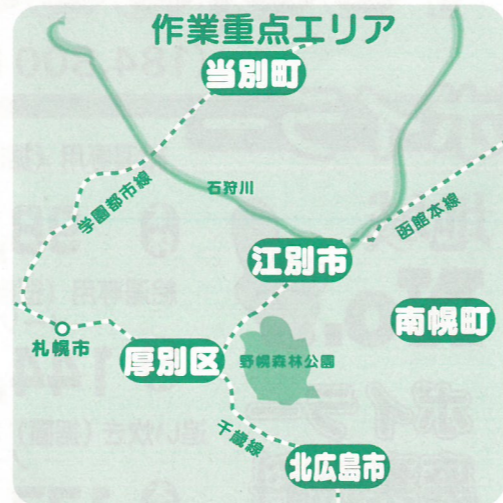 作業重点エリア
当別町
学園都市線
石狩川
函館本線
江別市
南幌町
札幌市
厚別区
野幌森林公園
千歳線
北広島市